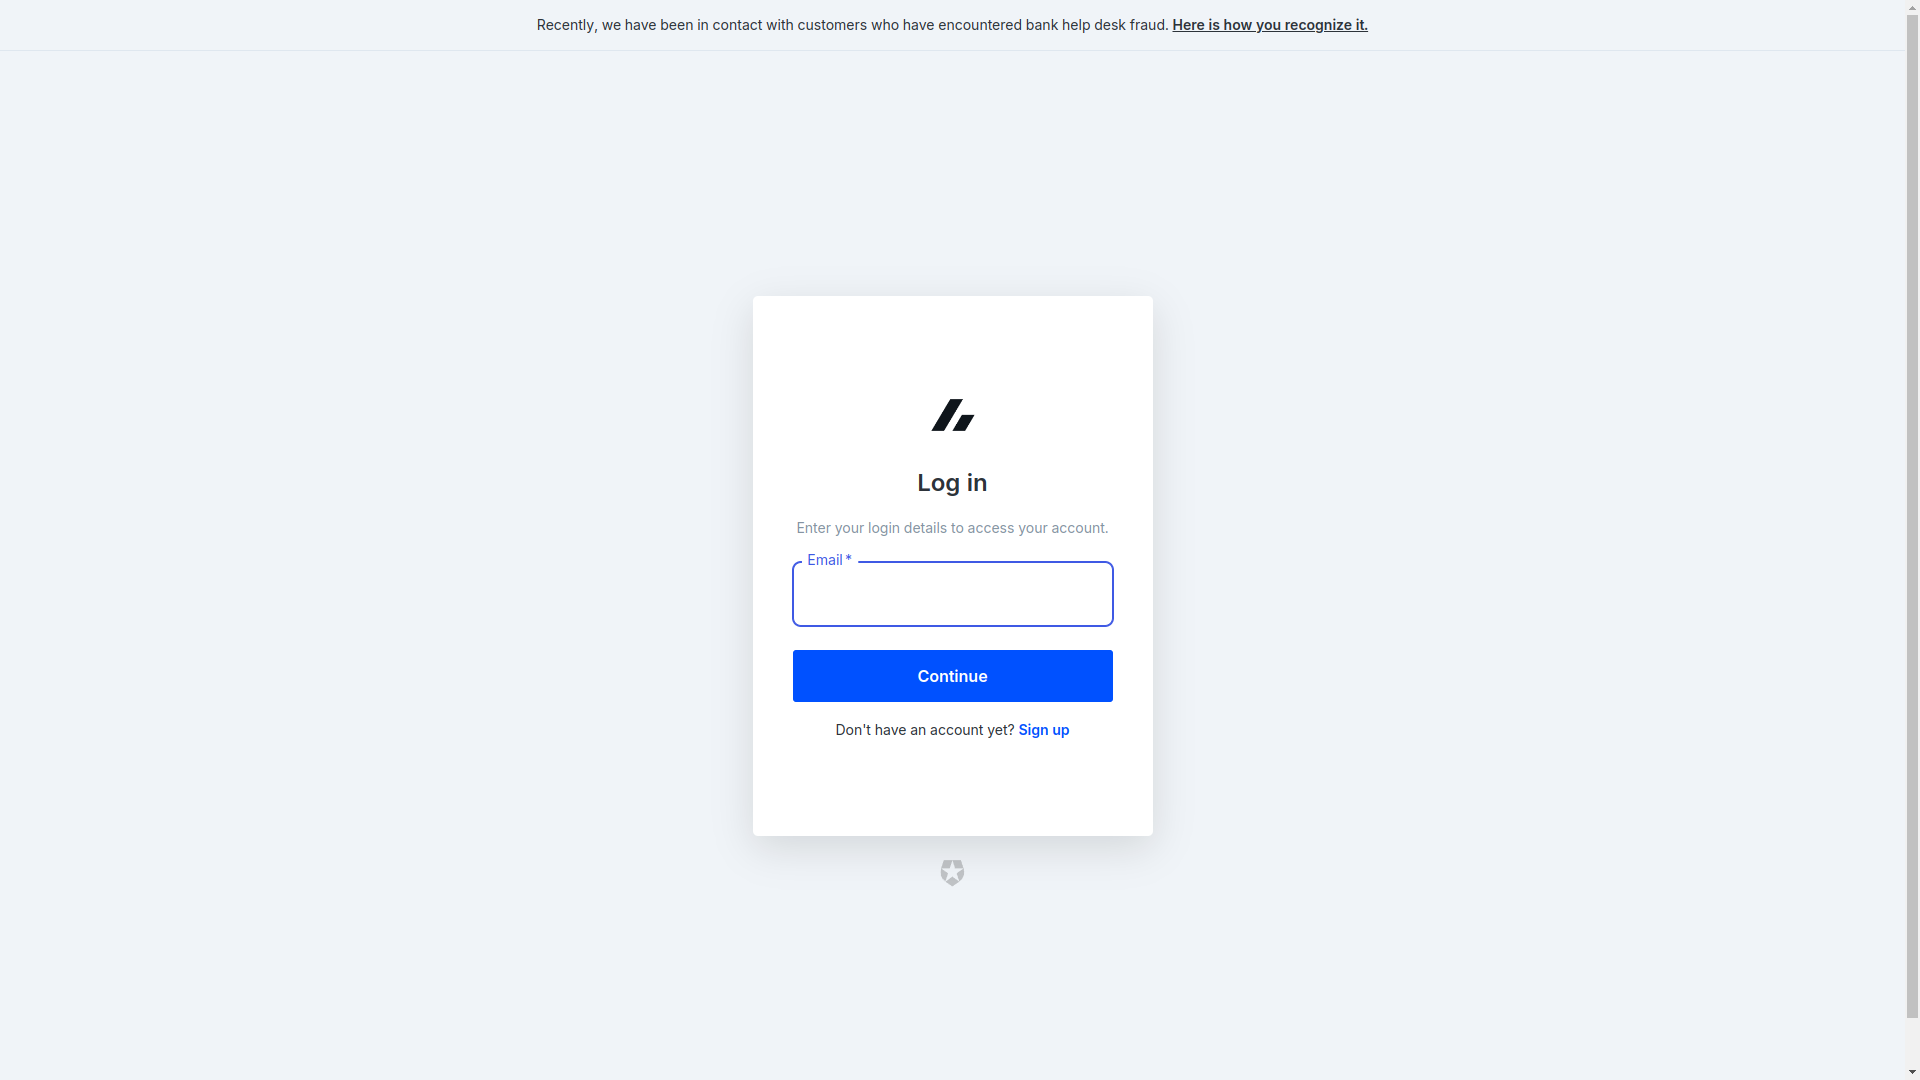 Recently, we have been in contact with customers who have encountered bank help desk fraud. Here is how you recognize it.
Log in
Enter your login details to access your account.
Email *
Continue
Don't have an account yet? Sign up